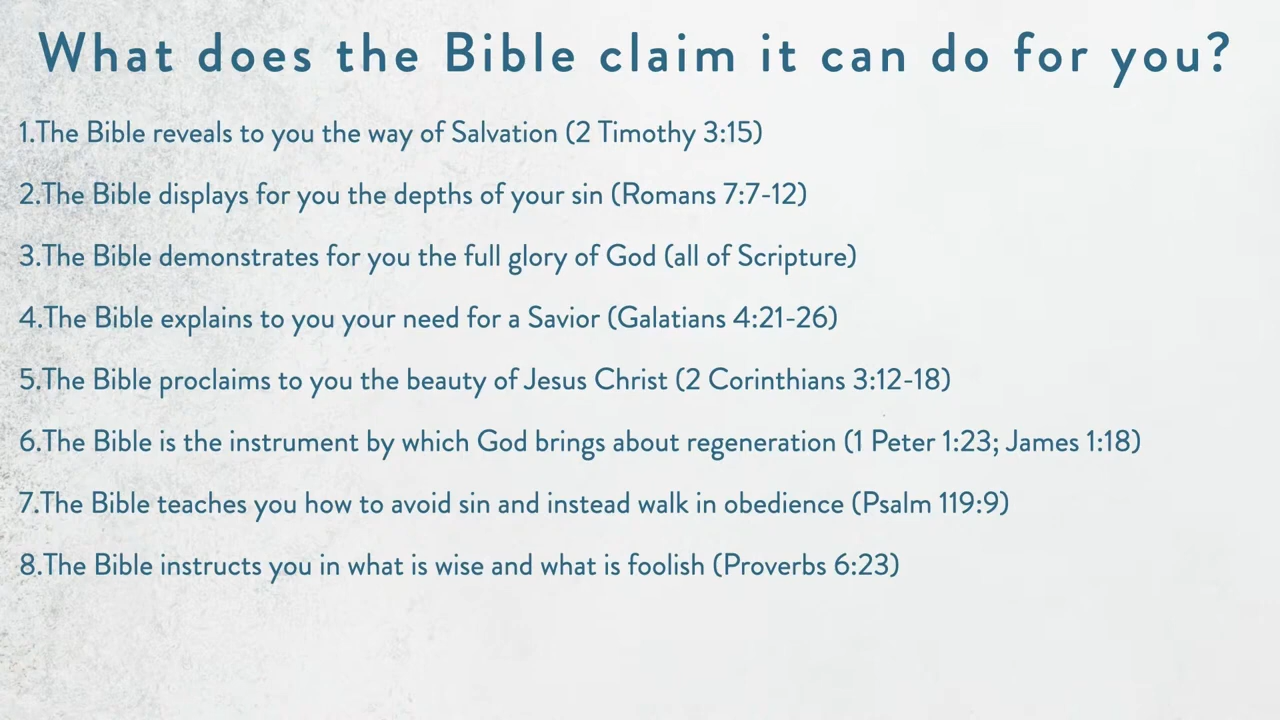 What does the Bible claim it can do for you?
1.The Bible reveals to you the way of Salvation (2 Timothy 3:15)
2.The Bible displays for you the depths of your sin (Romans 7:7-12)
3.The Bible demonstrates for you the full glory of God (all of Scripture)
4.The Bible explains to you your need for a Savior (Galatians 4:21-26)
5.The Bible proclaims to you the beauty of Jesus Christ (2 Corinthians 3:12-18)
6.The Bible is the instrument by which God brings about regeneration (1 Peter 1:23; James 1:18)
7.The Bible teaches you how to avoid sin and instead walk in obedience (Psalm 119:9)
8.The Bible instructs you in what is wise and what is foolish (Proverbs 6:23)